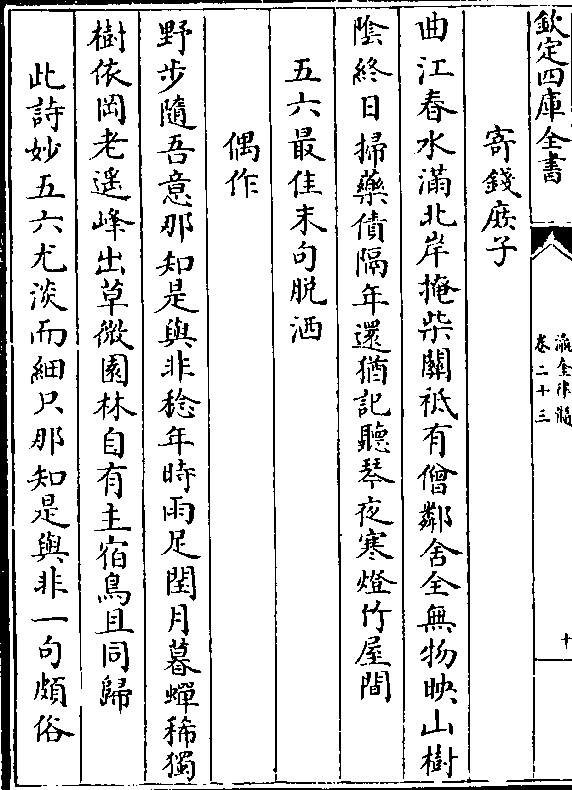 欽定四庫全書
瀛奎律髓
卷二十三
十
寄錢庶子
曲江春水滿北岸掩柴關秖有僧鄰舍全無物映山樹
陰終日掃藥債隔年還猶記聽琴夜寒燈竹屋間
五六最佳末句脱洒
偶作
野步隨吾意那知是與非稔年時雨足閏月暮蟬稀獨
樹依岡老遥峰出草微園林自有主宿鳥且同歸
此詩妙五六尤淡而細只那知是與非一句頗俗